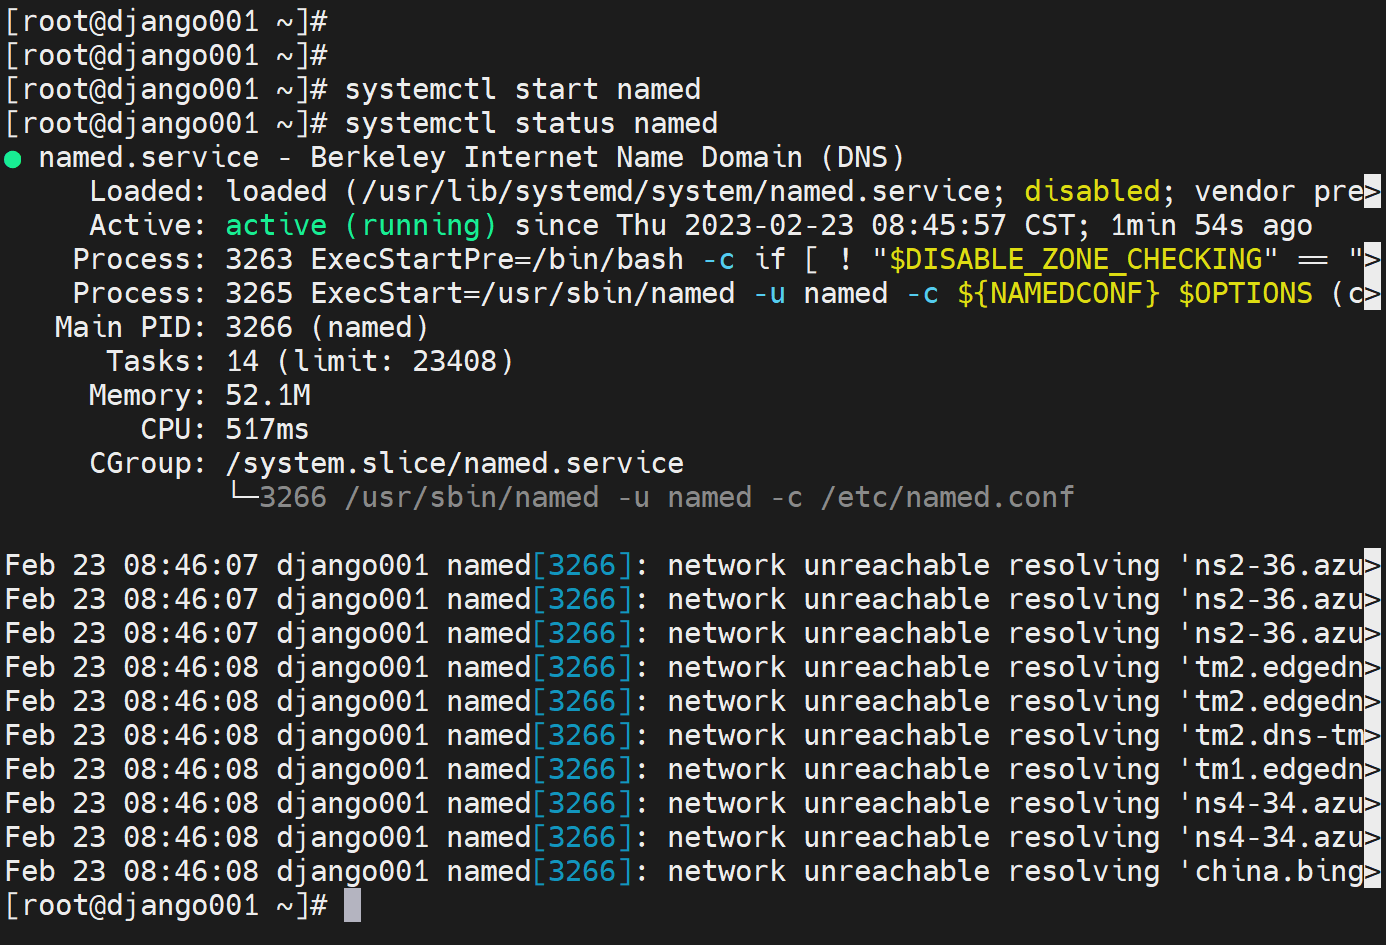 [root@django001 ~]#
[root@django001 ~]#
[root@django001 ~]# systemctl start named
[root@django001 ~]# systemctl status named
● named.service - Berkeley Internet Name Domain (DNS)
     Loaded: loaded (/usr/lib/systemd/system/named.service; disabled; vendor pre>
     Active: active (running) since Thu 2023-02-23 08:45:57 CST; 1min 54s ago
    Process: 3263 ExecStartPre=/bin/bash -c if [ ! "$DISABLE_ZONE_CHECKING" == ">
    Process: 3265 ExecStart=/usr/sbin/named -u named -c ${NAMEDCONF} $OPTIONS (c>
   Main PID: 3266 (named)
      Tasks: 14 (limit: 23408)
     Memory: 52.1M
        CPU: 517ms
     CGroup: /system.slice/named.service
             └─3266 /usr/sbin/named -u named -c /etc/named.conf

Feb 23 08:46:07 django001 named[3266]: network unreachable resolving 'ns2-36.azu>
Feb 23 08:46:07 django001 named[3266]: network unreachable resolving 'ns2-36.azu>
Feb 23 08:46:07 django001 named[3266]: network unreachable resolving 'ns2-36.azu>
Feb 23 08:46:08 django001 named[3266]: network unreachable resolving 'tm2.edgedn>
Feb 23 08:46:08 django001 named[3266]: network unreachable resolving 'tm2.edgedn>
Feb 23 08:46:08 django001 named[3266]: network unreachable resolving 'tm2.dns-tm>
Feb 23 08:46:08 django001 named[3266]: network unreachable resolving 'tm1.edgedn>
Feb 23 08:46:08 django001 named[3266]: network unreachable resolving 'ns4-34.azu>
Feb 23 08:46:08 django001 named[3266]: network unreachable resolving 'ns4-34.azu>
Feb 23 08:46:08 django001 named[3266]: network unreachable resolving 'china.bing>
[root@django001 ~]#